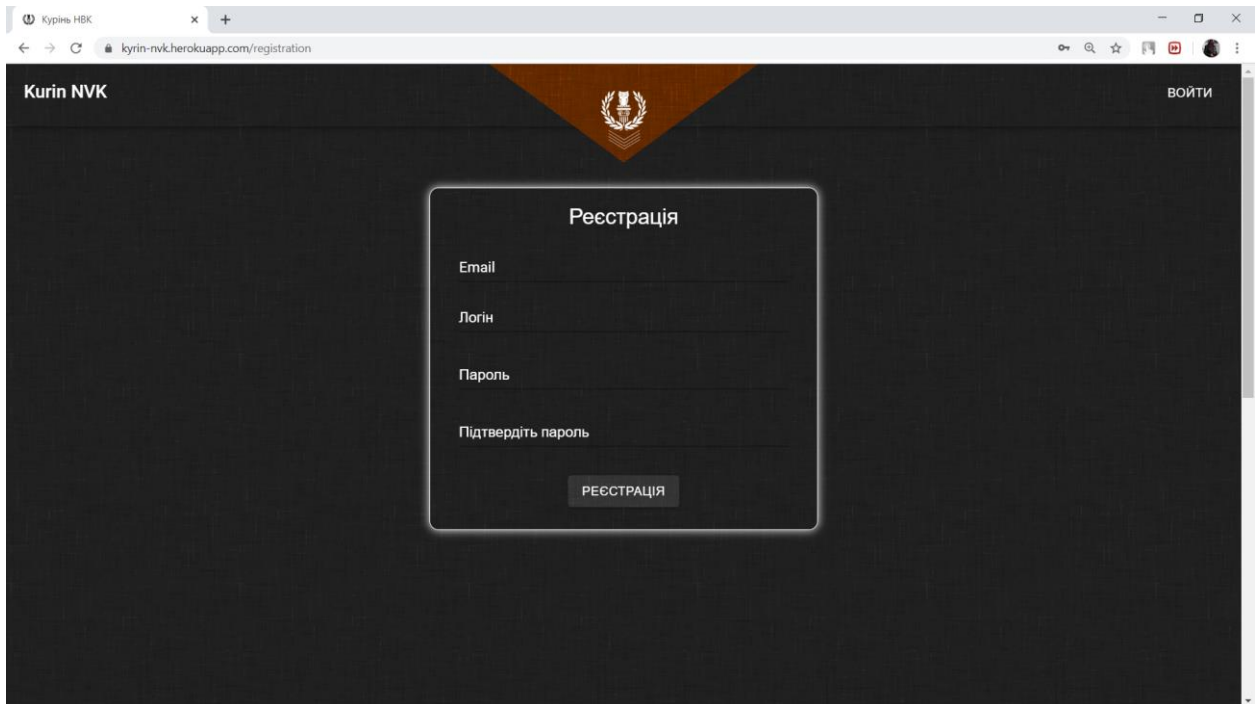 Курінь НВК
kyrin-nvk.herokuapp.com/registration
Kurin NVK
ВОЙТИ
Реєстрація
Email
Логін
Пароль
Підтвердіть пароль
РЕЄСТРАЦІЯ